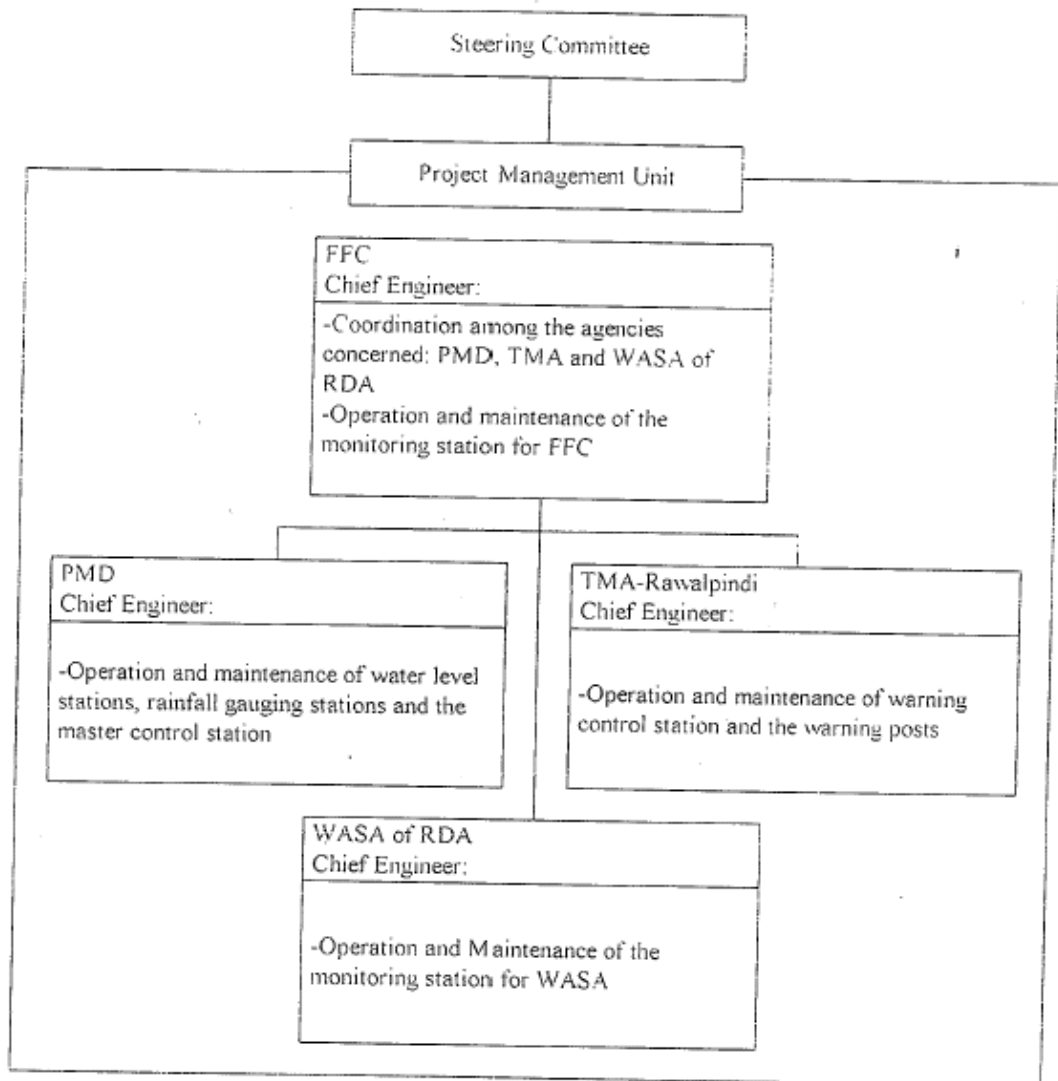 Steering Committee
Project Management Unit
FFC
Chief Engineer:
-Coordination among the agencies
concerned: PMD, TMA and WASA of
RDA
-Operation and maintenance of the
monitoring station for FFC
PMD
Chief Engineer:
-Operation and maintenance of water level
stations, rainfall gauging stations and the
master control station
TMA-Rawalpindi
Chief Engineer:
-Operation and maintenance of warning
control station and the warning posts
WASA of RDA
Chief Engineer:
-Operation and Maintenance of the
monitoring station for WASA